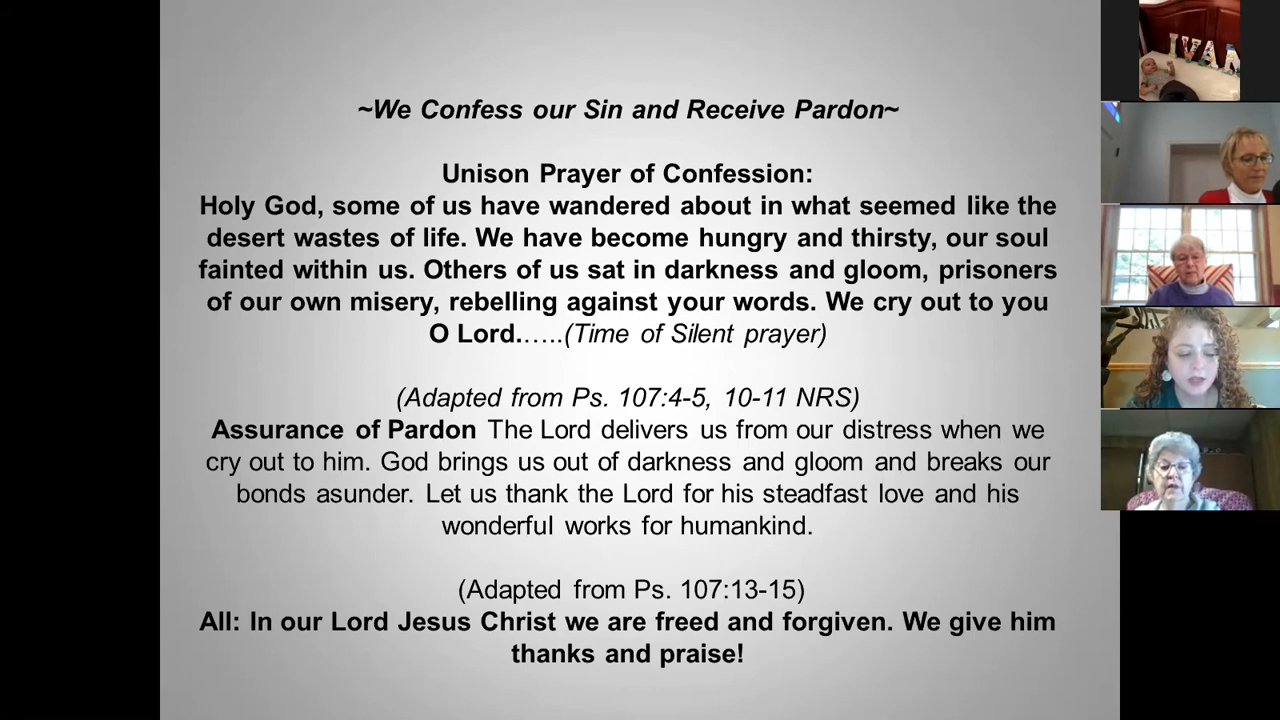 ~We Confess our Sin and Receive Pardon~
Unison Prayer of Confession:
Holy God, some of us have wandered about in what seemed like the
desert wastes of life. We have become hungry and thirsty, our soul
fainted within us. Others of us sat in darkness and gloom, prisoners
of our own misery, rebelling against your words. We cry out to you
O Lord.…..(Time of Silent prayer)
(Adapted from Ps. 107:4-5, 10-11 NRS)
Assurance of Pardon The Lord delivers us from our distress when we
cry out to him. God brings us out of darkness and gloom and breaks our
bonds asunder. Let us thank the Lord for his steadfast love and his
wonderful works for humankind.
(Adapted from Ps. 107:13-15)
All: In our Lord Jesus Christ we are freed and forgiven. We give him
thanks and praise!
IVAN